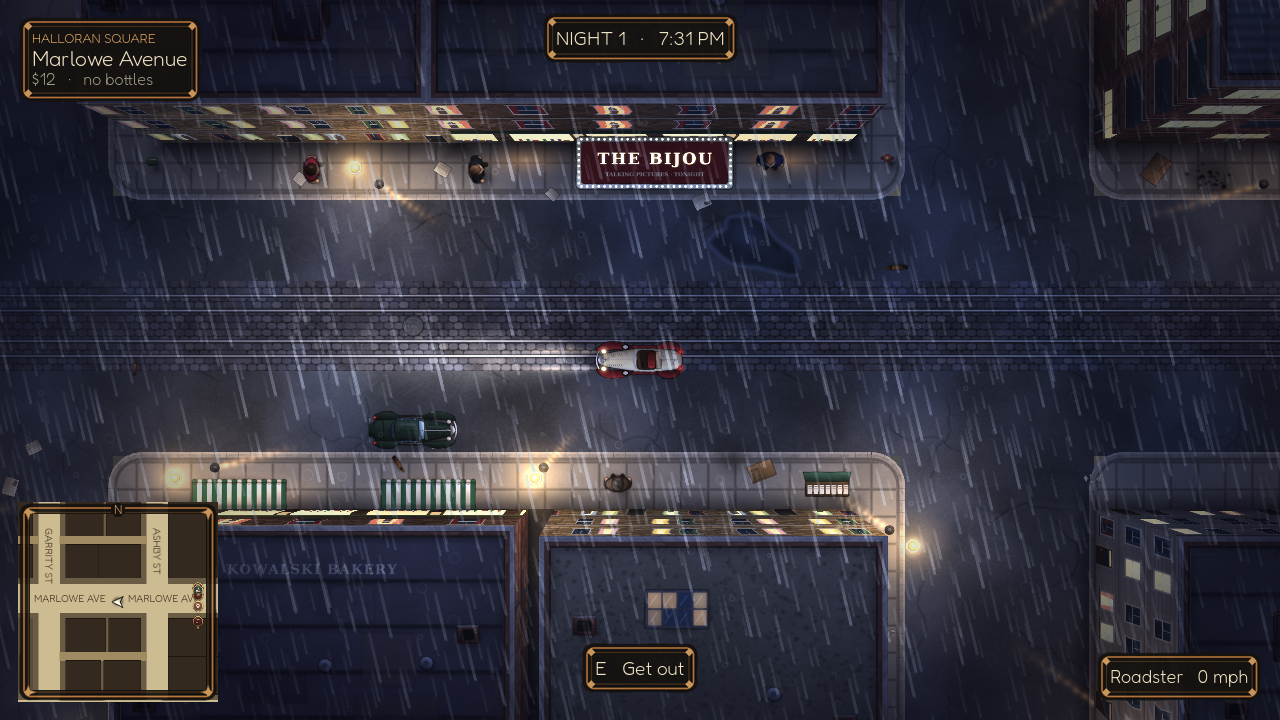 HALLORAN SQUARE
Marlowe Avenue
$12 · no bottles
NIGHT 1 · 7:31 PM
THE BIJOU
TALKING PICTURES · TONIGHT
KOWALSKI BAKERY
N
GARRITY ST
ASHBY ST
MARLOWE AVE
MARLOWE AV
E Get out
Roadster 0 mph